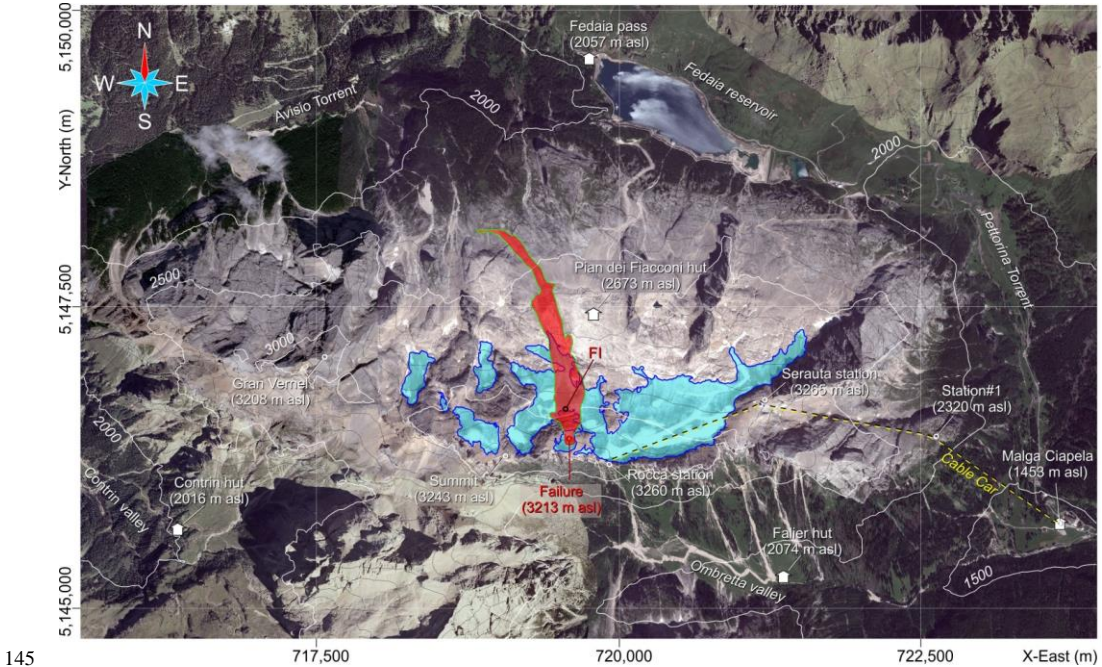 5,150,000
Y-North (m)
5,147,500
5,145,000
N
W E
S
Fedaia pass
(2057 m asl)
Fedaia reservoir
Avisio Torrent
2000
2000
Pettorina Torrent
2500
3000
Pian dei Fiacconi hut
(2673 m asl)
FI
Gran Vernel
(3208 m asl)
Serauta station
(3265 m asl)
Station#1
(2320 m asl)
2000
Contrin valley
Contrin hut
(2016 m asl)
Summit
(3243 m asl)
Failure
(3213 m asl)
Rocca station
(3260 m asl)
Cable Car
Malga Ciapela
(1453 m asl)
Falier hut
(2074 m asl)
Ombretta valley
1500
145
717,500
720,000
722,500
X-East (m)